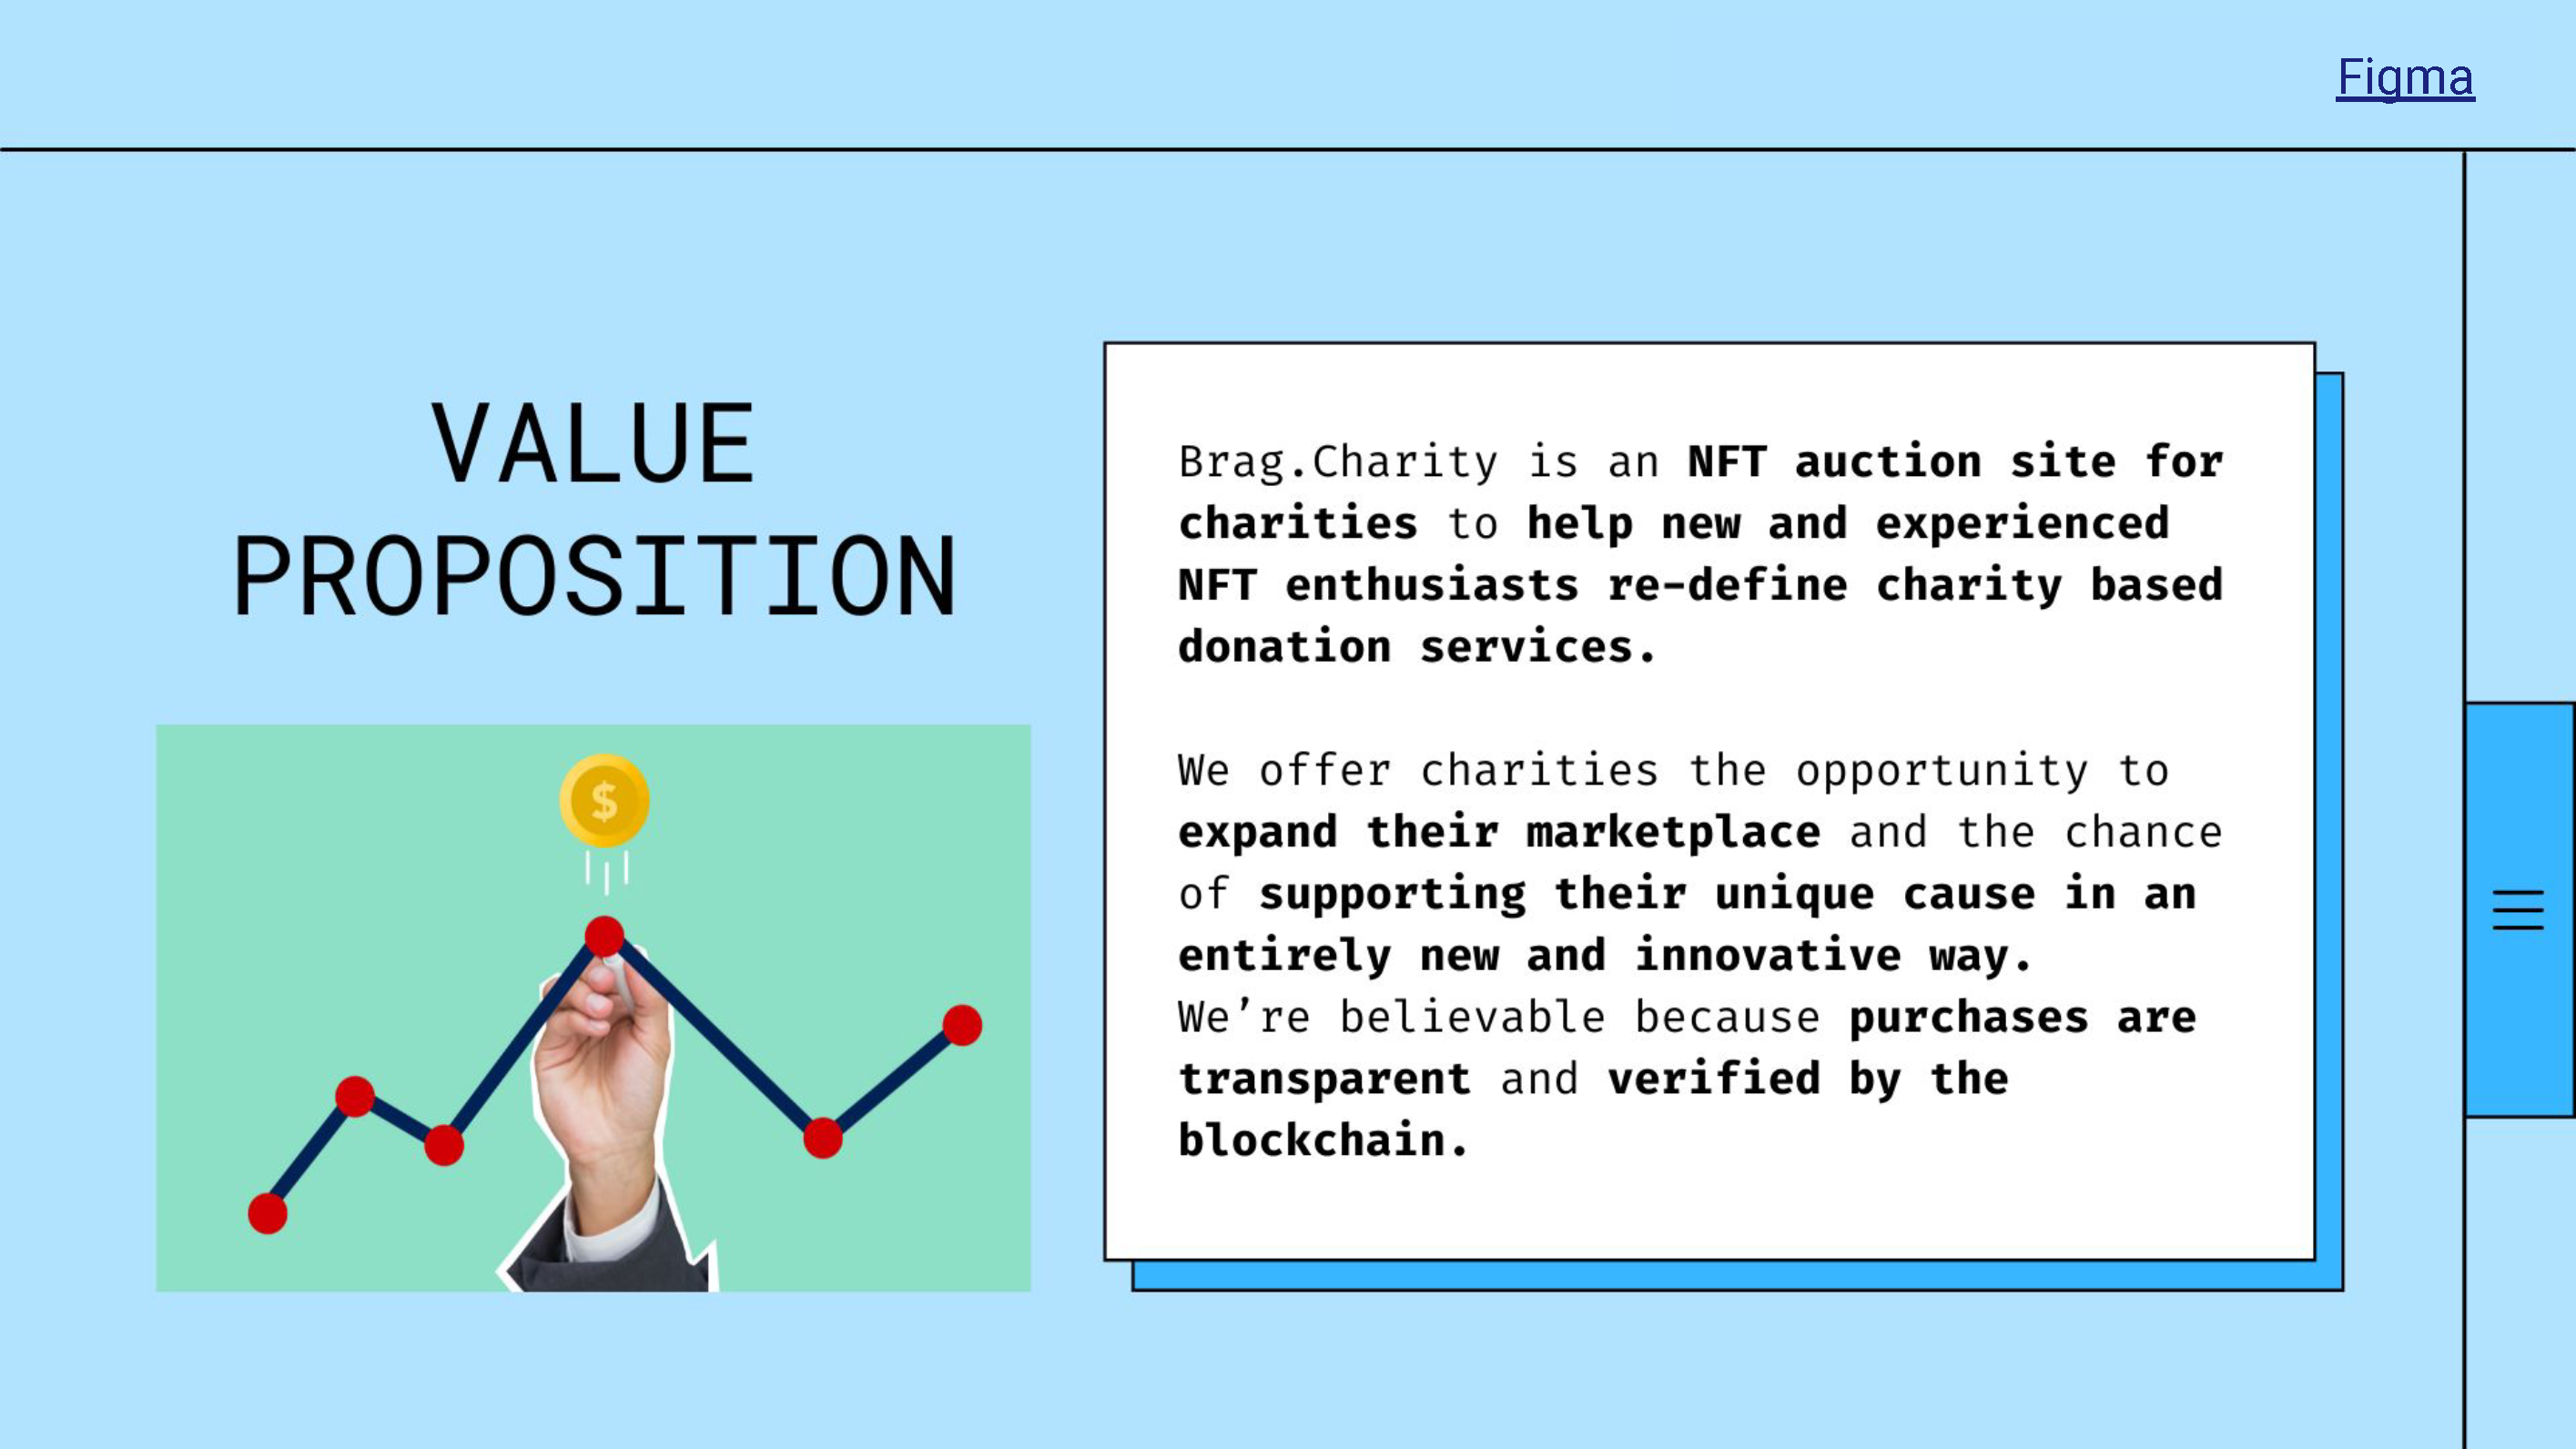 Figma
VALUE
PROPOSITION
$
Brag.Charity is an NFT auction site for
charities to help new and experienced
NFT enthusiasts re-define charity based
donation services.
We offer charities the opportunity to
expand their marketplace and the chance
of supporting their unique cause in an
entirely new and innovative way.
We’re believable because purchases are
transparent and verified by the
blockchain.